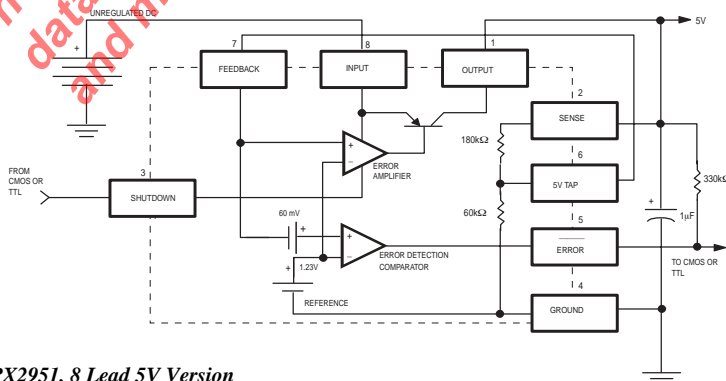 data
and m
UNREGULATED DC
+
7
8
1
5V
FEEDBACK
INPUT
OUTPUT
2
SENSE
180kΩ
+
−
ERROR
AMPLIFIER
6
5V TAP
330kΩ
FROM
CMOS OR
TTL
3
SHUTDOWN
60kΩ
+
1µF
60 mV
+
+
−
5
ERROR
ERROR DETECTION
COMPARATOR
+
1.23V
TO CMOS OR
TTL
REFERENCE
4
GROUND
PX2951, 8 Lead 5V Version